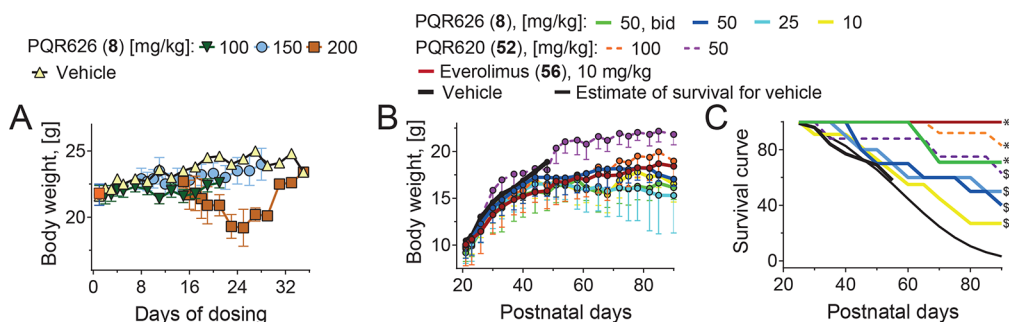 PQR626 (8), [mg/kg]: 50, bid 50 25 10
PQR626 (8) [mg/kg]: 100 150 200
PQR620 (52), [mg/kg]: 100 50
Vehicle
Everolimus (56), 10 mg/kg
Vehicle Estimate of survival for vehicle
A
Body weight, [g]
25
20
0 8 16 24 32
Days of dosing
B
Body weight, [g]
20
15
10
20 40 60 80
Postnatal days
C
Survival curve
80
40
0
40 60 80
Postnatal days
*
*
*
$
$
$
$